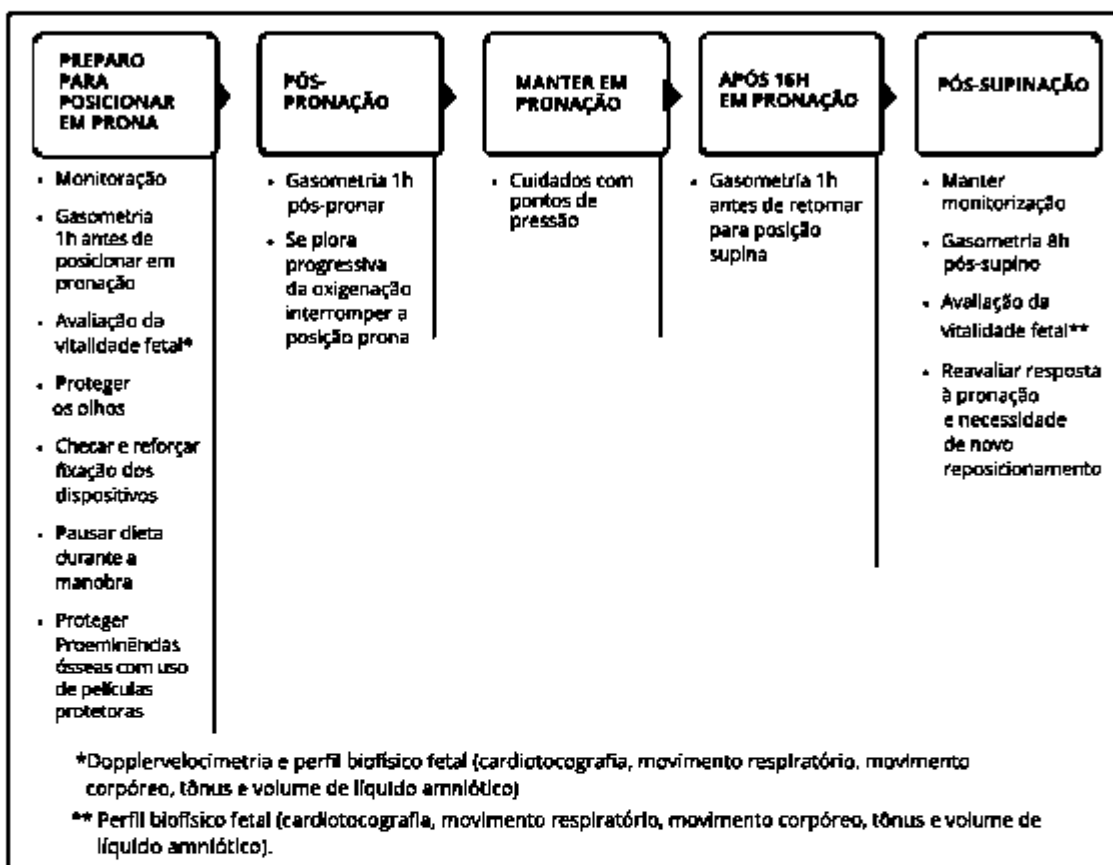 PREPARO
PARA
POSICIONAR
EM PRONA
• Monitoração
• Gasometria
1h antes de
posicionar em
pronação
• Avaliação da
vitalidade fetal*
• Proteger
os olhos
• Checar e reforçar
fixação dos
dispositivos
• Pausar dieta
durante a
manobra
• Proteger
Proeminências
ósseas com uso
de películas
protetoras
PÓS-
PRONAÇÃO
• Gasometria 1h
pós-pronar
• Se piora
progressiva
da oxigenação
interromper a
posição prona
MANTER EM
PRONAÇÃO
• Cuidados com
pontos de
pressão
APÓS 16H
EM PRONAÇÃO
• Gasometria 1h
antes de retornar
para posição
supina
PÓS-SUPINAÇÃO
• Manter
monitorização
• Gasometria 8h
pós-supino
• Avaliação da
vitalidade fetal**
• Reavaliar resposta
à pronação
e necessidade
de novo
reposicionamento
*Dopplervelocimetria e perfil biofísico fetal (cardiotocografia, movimento respiratório, movimento
corpóreo, tônus e volume de líquido amniótico)
** Perfil biofísico fetal (cardiotocografia, movimento respiratório, movimento corpóreo, tônus e volume de
líquido amniótico).